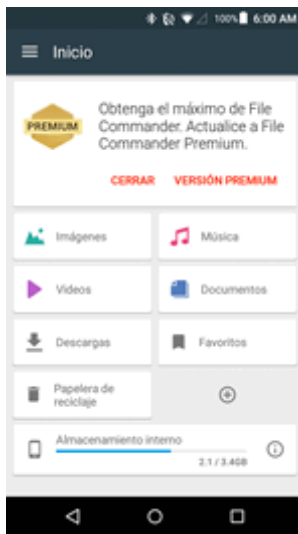 100% 6:00 AM
Inicio
PREMIUM
Obtenga el máximo de File
Commander. Actualice a File
Commander Premium.
CERRAR VERSIÓN PREMIUM
Imágenes Música
Videos Documentos
Descargas Favoritos
Papelera de
reciclaje
Almacenamiento interno
2.1 / 3.4GB